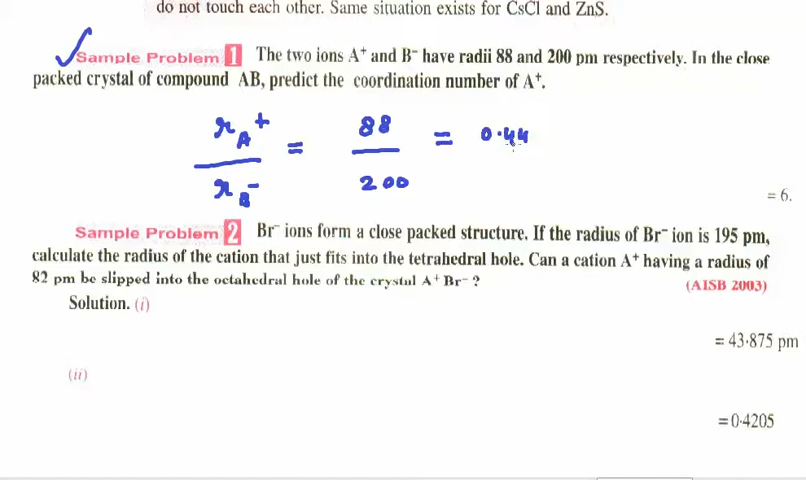 do not touch each other. Same situation exists for CsCl and ZnS.
Sample Problem 1 The two ions A⁺ and B⁻ have radii 88 and 200 pm respectively. In the close
packed crystal of compound AB, predict the coordination number of A⁺.
r_A⁺ / r_B⁻ = 88 / 200 = 0.44
= 6.
Sample Problem 2 Br⁻ ions form a close packed structure. If the radius of Br⁻ ion is 195 pm,
calculate the radius of the cation that just fits into the tetrahedral hole. Can a cation A⁺ having a radius of
82 pm be slipped into the octahedral hole of the crystal A⁺ Br⁻ ?
(AISB 2003)
Solution. (i)
= 43·875 pm
(ii)
= 0·4205